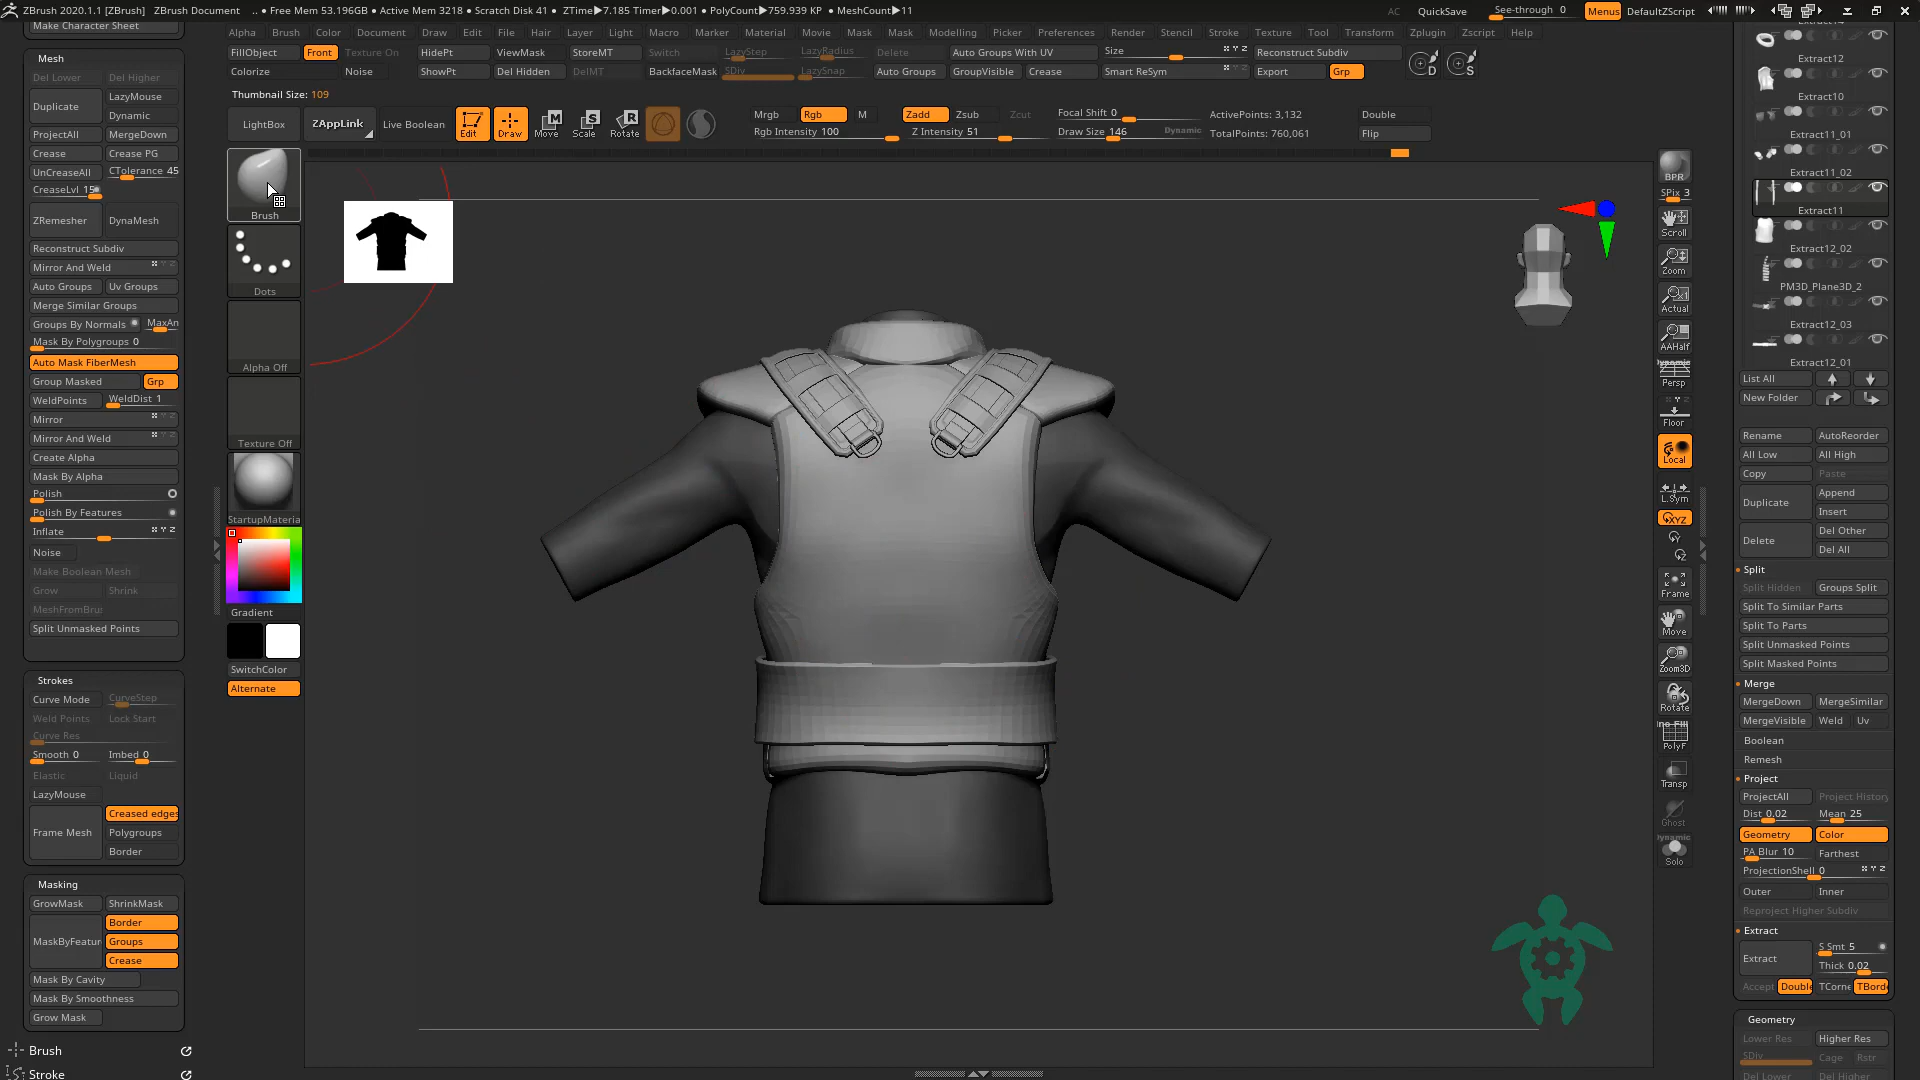 ZBrush 2020.1.1 [ZBrush] ZBrush Document .. • Free Mem 53.196GB • Active Mem 3218 • Scratch Disk 41 • ZTime▶7.185 Timer▶0.001 • PolyCount▶759.939 KP • MeshCount▶11 AC QuickSave See-through 0 Menus DefaultZScript
Make Character Sheet
Alpha Brush Color Document Draw Edit File Hair Layer Light Macro Marker Material Movie Mask Mask Modelling Picker Preferences Render Stencil Stroke Texture Tool Transform Zplugin Zscript Help
FillObject Front Texture On HidePt ViewMask StoreMT Switch LazyStep LazyRadius Delete Auto Groups With UV Size Reconstruct Subdiv
Colorize Noise ShowPt Del Hidden DelMT BackfaceMask SDiv LazySnap Auto Groups GroupVisible Crease Smart ReSym Export Grp
Thumbnail Size: 109
LightBox ZAppLink Live Boolean Edit Draw Move Scale Rotate
Mrgb Rgb M Zadd Zsub Zcut Focal Shift 0 ActivePoints: 3,132 Double
Rgb Intensity 100 Z Intensity 51 Draw Size 146 Dynamic TotalPoints: 760,061 Flip
Mesh
Del Lower Del Higher
Duplicate LazyMouse
Dynamic
ProjectAll MergeDown
Crease Crease PG
UnCreaseAll CTolerance 45
CreaseLvl 15
ZRemesher DynaMesh
Reconstruct Subdiv
Mirror And Weld
Auto Groups Uv Groups
Merge Similar Groups
Groups By Normals MaxAn
Mask By Polygroups 0
Auto Mask FiberMesh
Group Masked Grp
WeldPoints WeldDist 1
Mirror
Mirror And Weld
Create Alpha
Mask By Alpha
Polish
Polish By Features
Inflate
Noise
Make Boolean Mesh
Grow Shrink
MeshFromBru
Split Unmasked Points
Strokes
Curve Mode CurveStep
Weld Points Lock Start
Curve Res
Smooth 0 Imbed 0
Elastic Liquid
LazyMouse
Frame Mesh Creased edges
Polygroups
Border
Masking
GrowMask ShrinkMask
MaskByFeatur Border
Groups
Crease
Mask By Cavity
Mask By Smoothness
Grow Mask
Brush
Stroke
Brush
Dots
Alpha Off
Texture Off
StartupMateria
Gradient
SwitchColor
Alternate
BPR
SPix 3
Scroll
Zoom
Actual
AAHalf
Dynamic
Persp
Floor
Local
L.Sym
XYZ
Frame
Move
Zoom3D
Rotate
PolyF
Transp
Ghost
Dynamic
Solo
Extract12
Extract10
Extract11_01
Extract11_02
Extract11
Extract12_02
PM3D_Plane3D_2
Extract12_03
Extract12_01
List All
New Folder
Rename AutoReorder
All Low All High
Copy Paste
Duplicate Append
Insert
Delete Del Other
Del All
Split
Split Hidden Groups Split
Split To Similar Parts
Split To Parts
Split Unmasked Points
Split Masked Points
Merge
MergeDown MergeSimilar
MergeVisible Weld Uv
Boolean
Remesh
Project
ProjectAll Project History
Dist 0.02 Mean 25
Geometry Color
PA Blur 10 Farthest
ProjectionShell 0
Outer Inner
Reproject Higher Subdiv
Extract
Extract S Smt 5
Thick 0.02
Accept Double TCorne TBorde
Geometry
Lower Res Higher Res
SDiv Cage Rstr
Del Lower Del Higher